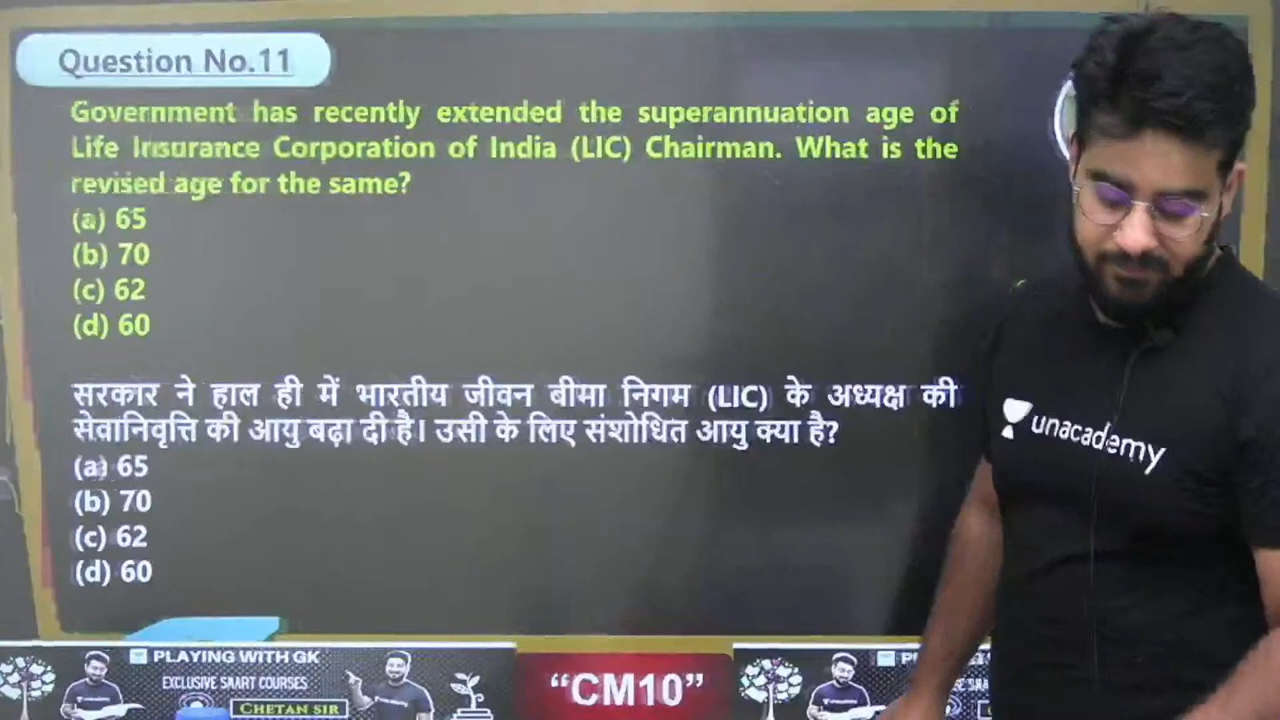 Question No.11
Government has recently extended the superannuation age of
Life Insurance Corporation of India (LIC) Chairman. What is the
revised age for the same?
(a) 65
(b) 70
(c) 62
(d) 60
सरकार ने हाल ही में भारतीय जीवन बीमा निगम (LIC) के अध्यक्ष की
सेवानिवृत्ति की आयु बढ़ा दी है। उसी के लिए संशोधित आयु क्या है?
(a) 65
(b) 70
(c) 62
(d) 60
unacademy
PLAYING WITH GK
EXCLUSIVE SAART COURSES
CHETAN SIR
“CM10”